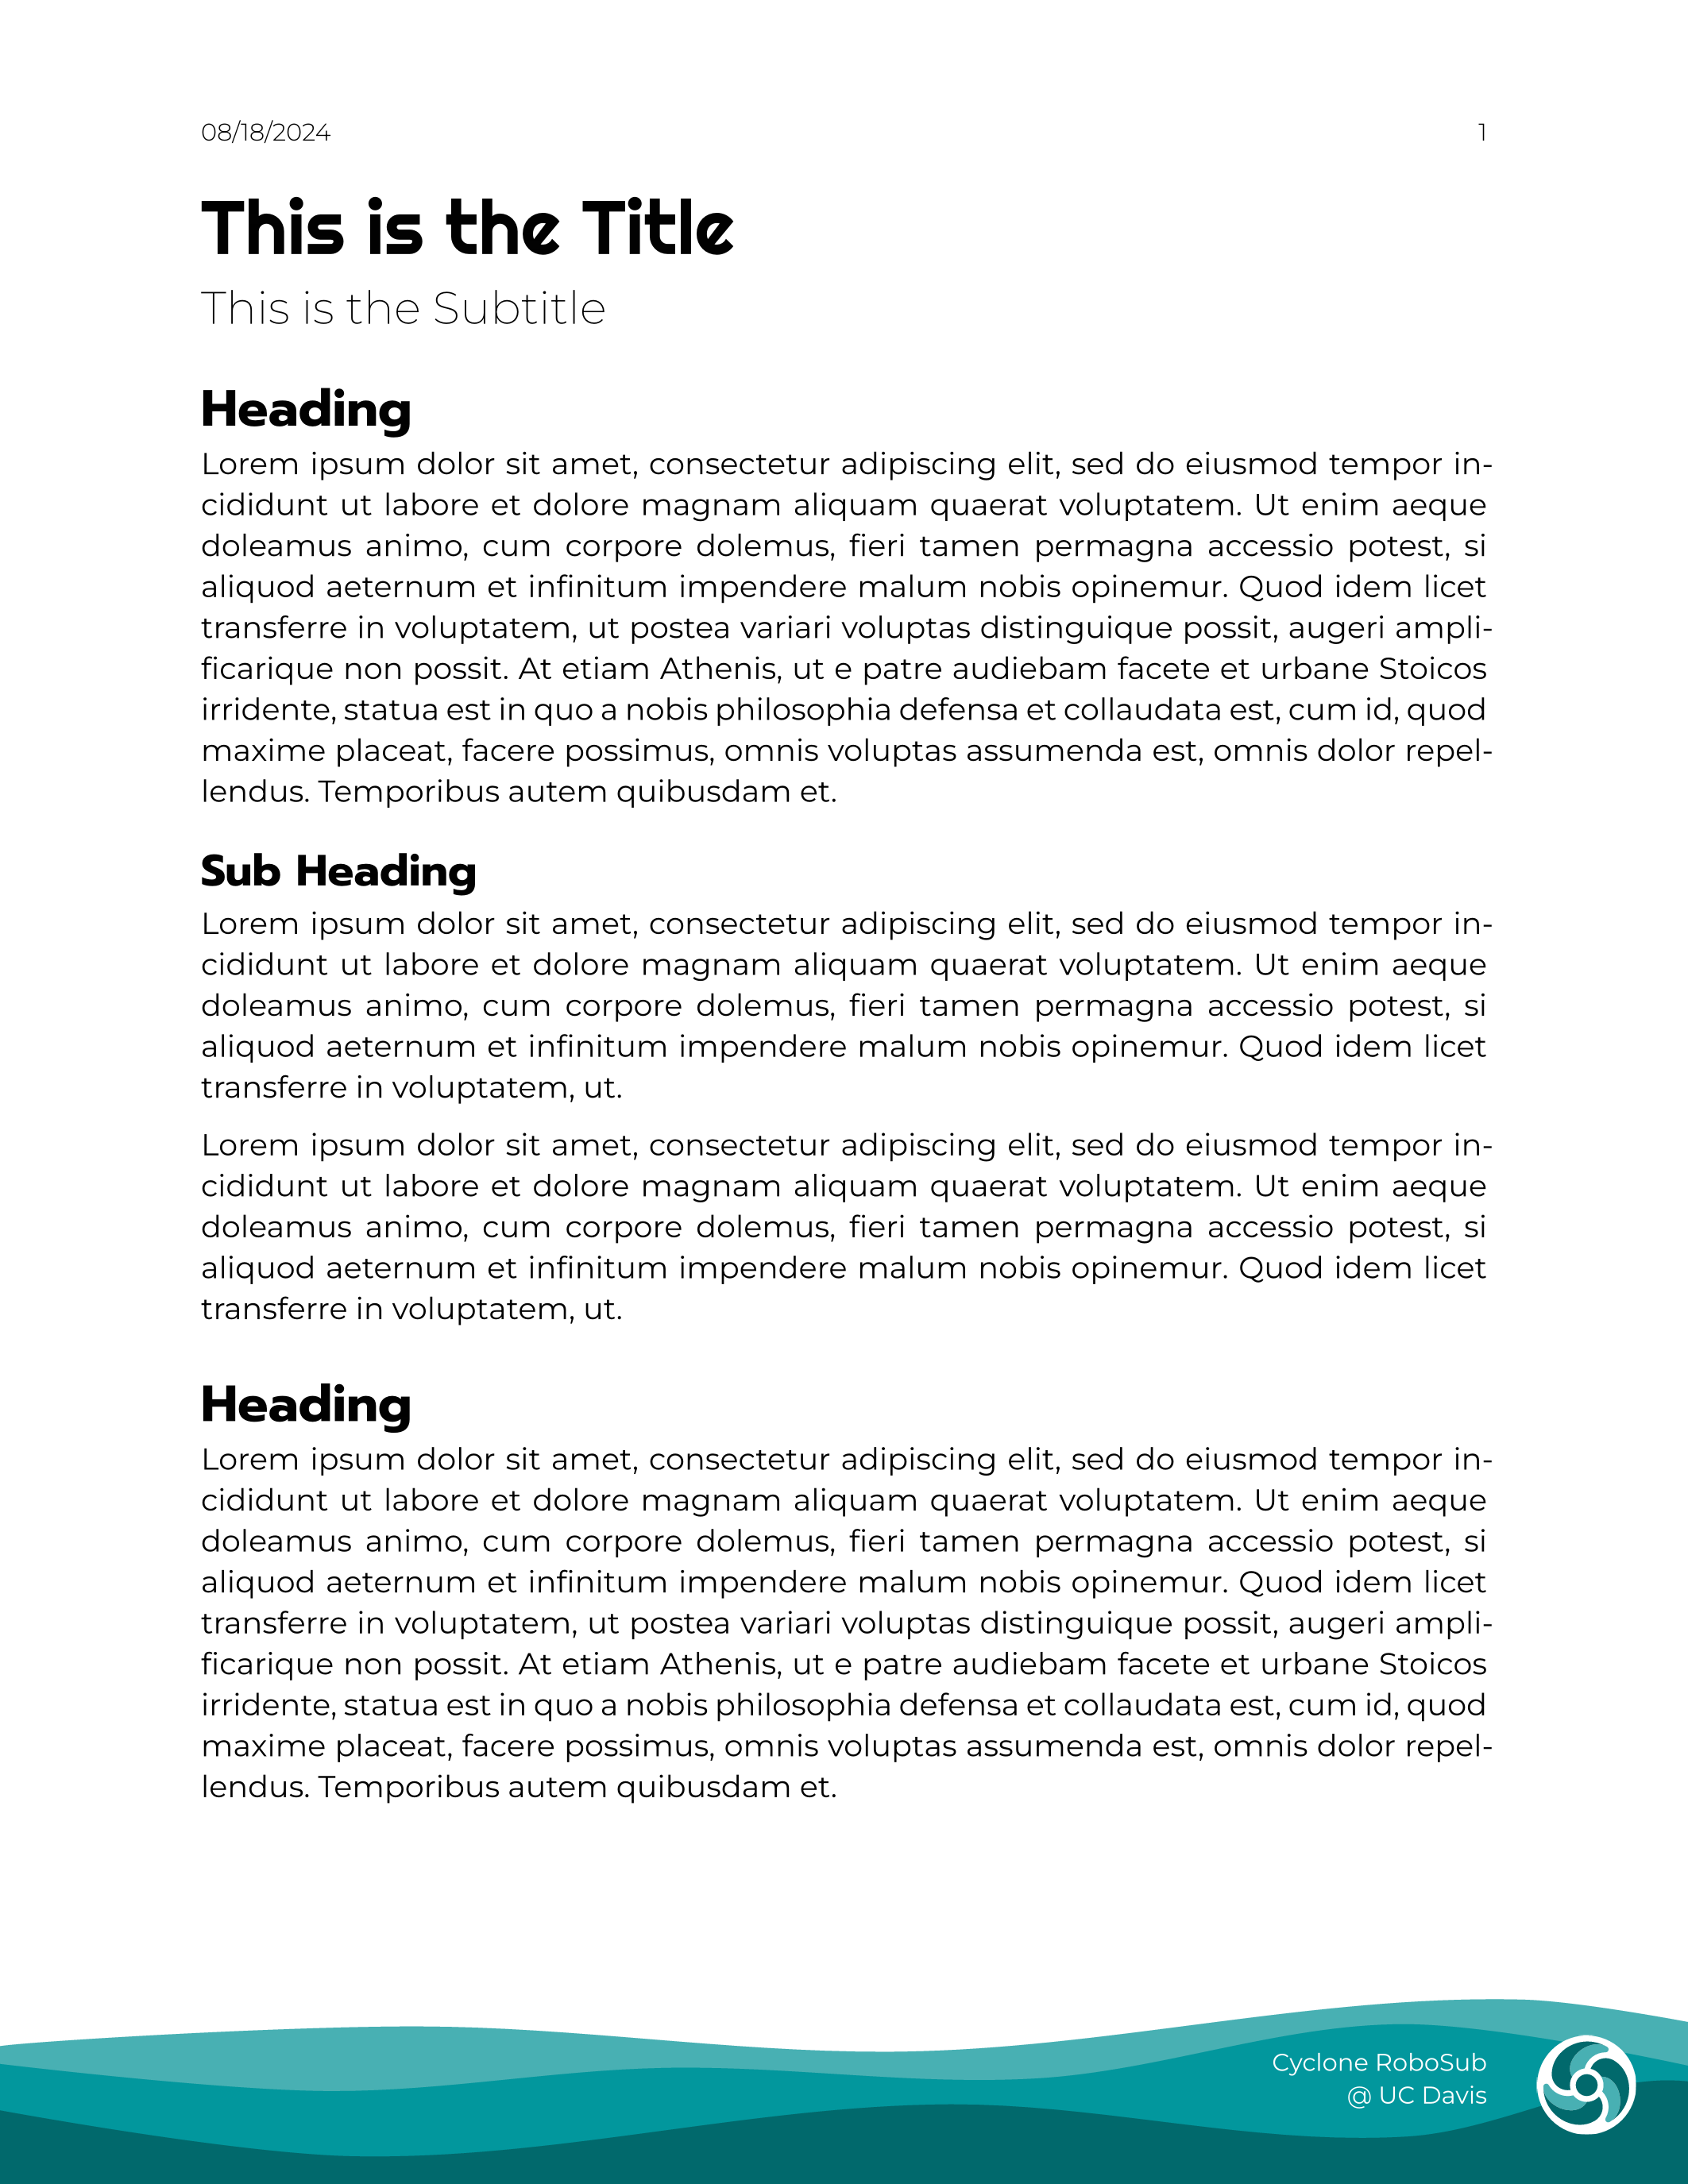 08/18/2024 1
This is the Title
This is the Subtitle
Heading
Lorem ipsum dolor sit amet, consectetur adipiscing elit, sed do eiusmod tempor in-
cididunt ut labore et dolore magnam aliquam quaerat voluptatem. Ut enim aeque
doleamus animo, cum corpore dolemus, fieri tamen permagna accessio potest, si
aliquod aeternum et infinitum impendere malum nobis opinemur. Quod idem licet
transferre in voluptatem, ut postea variari voluptas distinguique possit, augeri ampli-
ficarique non possit. At etiam Athenis, ut e patre audiebam facete et urbane Stoicos
irridente, statua est in quo a nobis philosophia defensa et collaudata est, cum id, quod
maxime placeat, facere possimus, omnis voluptas assumenda est, omnis dolor repel-
lendus. Temporibus autem quibusdam et.
Sub Heading
Lorem ipsum dolor sit amet, consectetur adipiscing elit, sed do eiusmod tempor in-
cididunt ut labore et dolore magnam aliquam quaerat voluptatem. Ut enim aeque
doleamus animo, cum corpore dolemus, fieri tamen permagna accessio potest, si
aliquod aeternum et infinitum impendere malum nobis opinemur. Quod idem licet
transferre in voluptatem, ut.
Lorem ipsum dolor sit amet, consectetur adipiscing elit, sed do eiusmod tempor in-
cididunt ut labore et dolore magnam aliquam quaerat voluptatem. Ut enim aeque
doleamus animo, cum corpore dolemus, fieri tamen permagna accessio potest, si
aliquod aeternum et infinitum impendere malum nobis opinemur. Quod idem licet
transferre in voluptatem, ut.
Heading
Lorem ipsum dolor sit amet, consectetur adipiscing elit, sed do eiusmod tempor in-
cididunt ut labore et dolore magnam aliquam quaerat voluptatem. Ut enim aeque
doleamus animo, cum corpore dolemus, fieri tamen permagna accessio potest, si
aliquod aeternum et infinitum impendere malum nobis opinemur. Quod idem licet
transferre in voluptatem, ut postea variari voluptas distinguique possit, augeri ampli-
ficarique non possit. At etiam Athenis, ut e patre audiebam facete et urbane Stoicos
irridente, statua est in quo a nobis philosophia defensa et collaudata est, cum id, quod
maxime placeat, facere possimus, omnis voluptas assumenda est, omnis dolor repel-
lendus. Temporibus autem quibusdam et.
Cyclone RoboSub
@ UC Davis